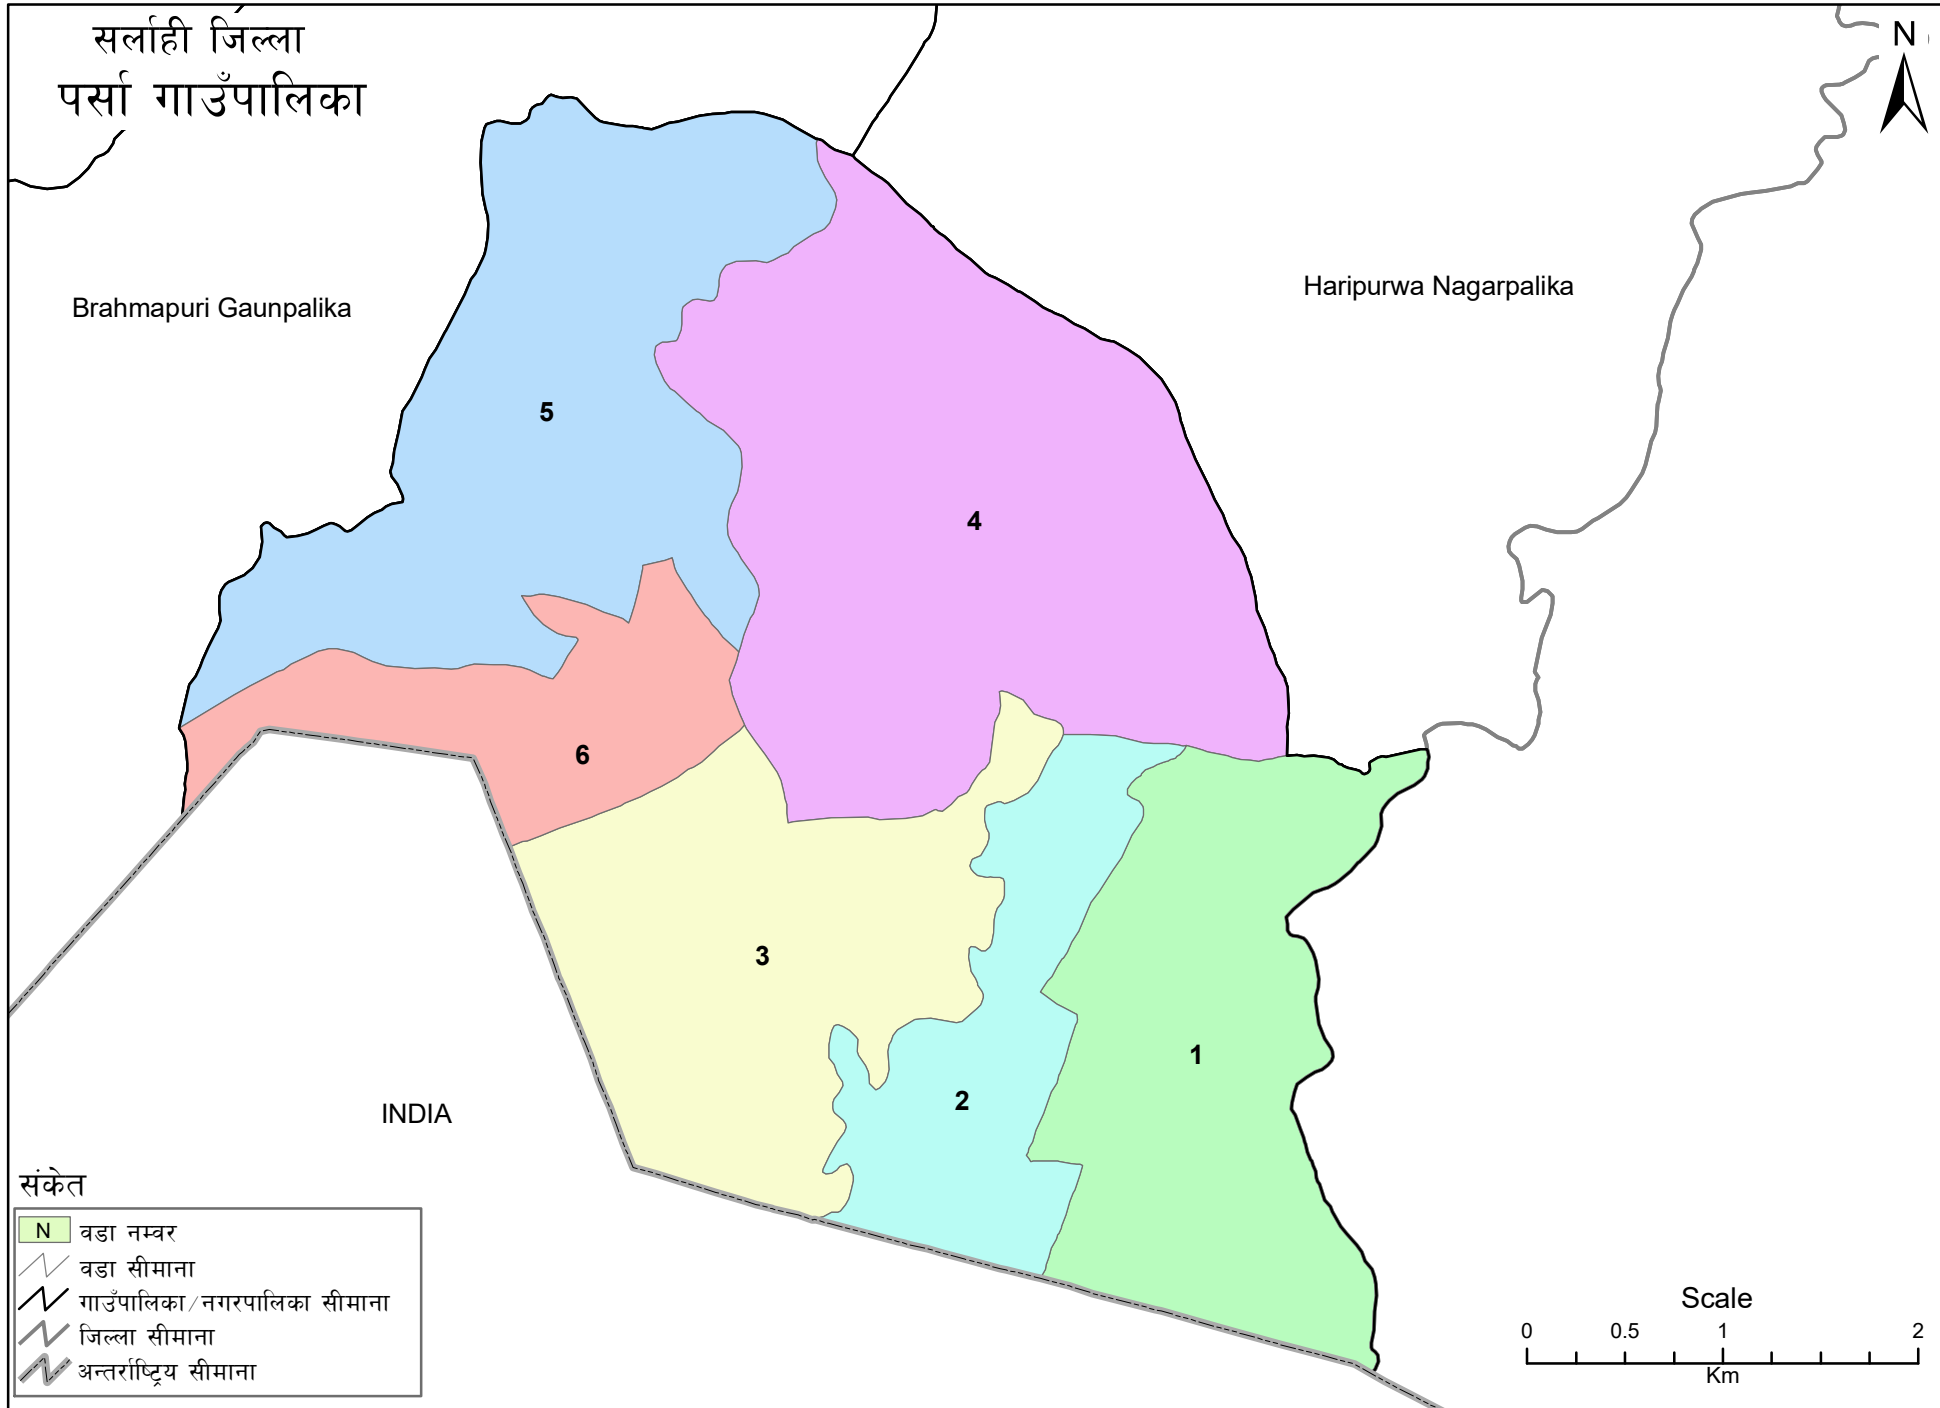 सर्लाही जिल्ला
पर्सा गाउँपालिका
N
Brahmapuri Gaunpalika
Haripurwa Nagarpalika
5
4
6
3
2
1
INDIA
संकेत
N वडा नम्वर
वडा सीमाना
गाउँपालिका/नगरपालिका सीमाना
जिल्ला सीमाना
अन्तर्राष्ट्रिय सीमाना
Scale
0 0.5 1 2
Km